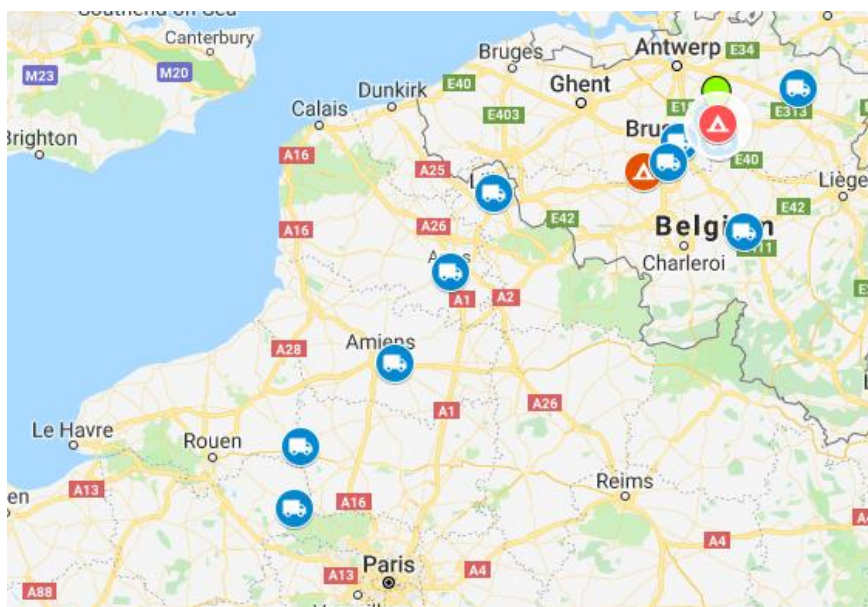 Southend-on-Sea
Canterbury
M23
M20
Brighton
Antwerp
E34
Bruges
E40
Ghent
E313
Dunkirk
E403
Calais
E40
A16
A25
Liège
E42
E42
Belgium
A26
A16
Charleroi
A1
A2
A28
Amiens
A26
A1
Le Havre
Rouen
Reims
A13
A16
A4
Paris
A13
A4
A88